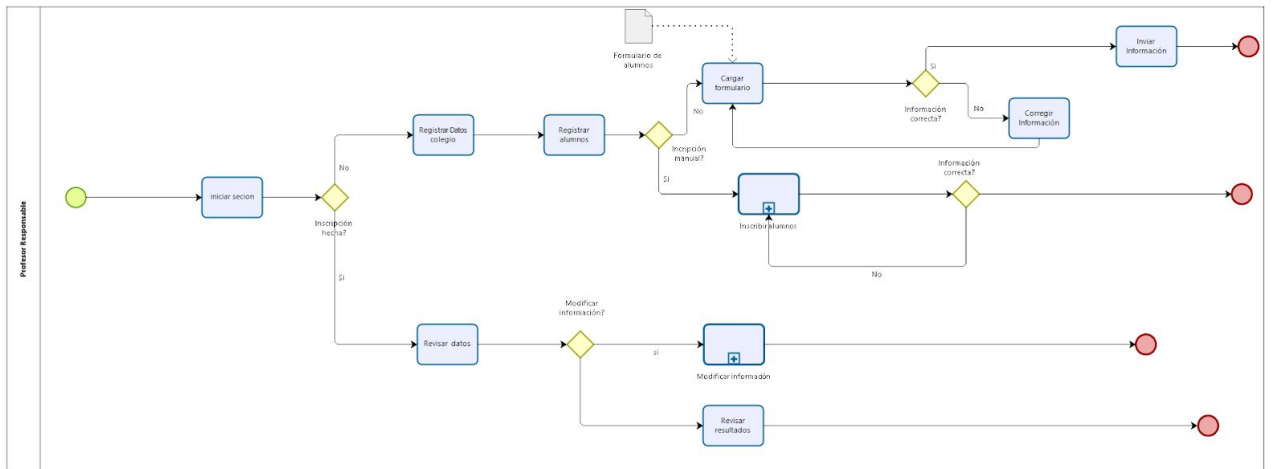 Profesor Responsable
Iniciar secion
Inscripción
hecha?
No
Si
Registrar Datos
colegio
Registrar
alumnos
Incripción
manual?
No
Si
Formulario de
alumnos
Cargar
formulario
Información
correcta?
Si
No
Inviar
Información
Corregir
Información
Inscribir alumnos
Información
correcta?
No
Revisar datos
Modificar
información?
si
Modificar información
Revisar
resultados